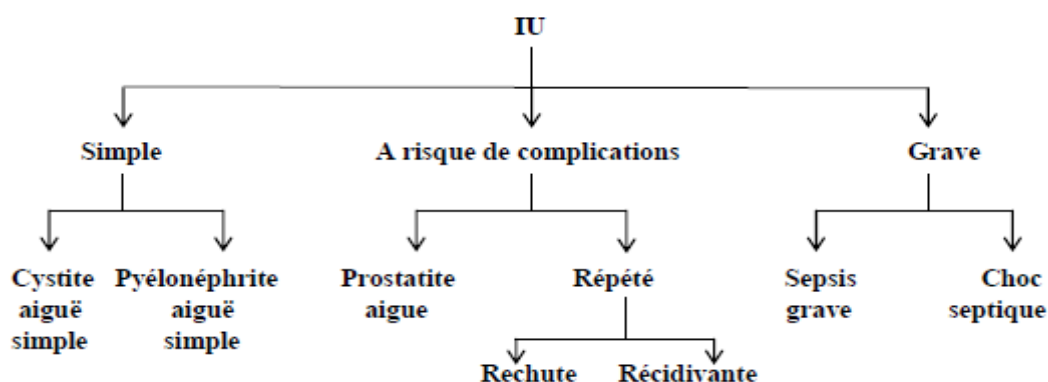 IU
Simple
A risque de complications
Grave
Cystite
aiguë
simple
Pyélonéphrite
aiguë
simple
Prostatite
aigue
Répété
Sepsis
grave
Choc
septique
Rechute
Récidivante